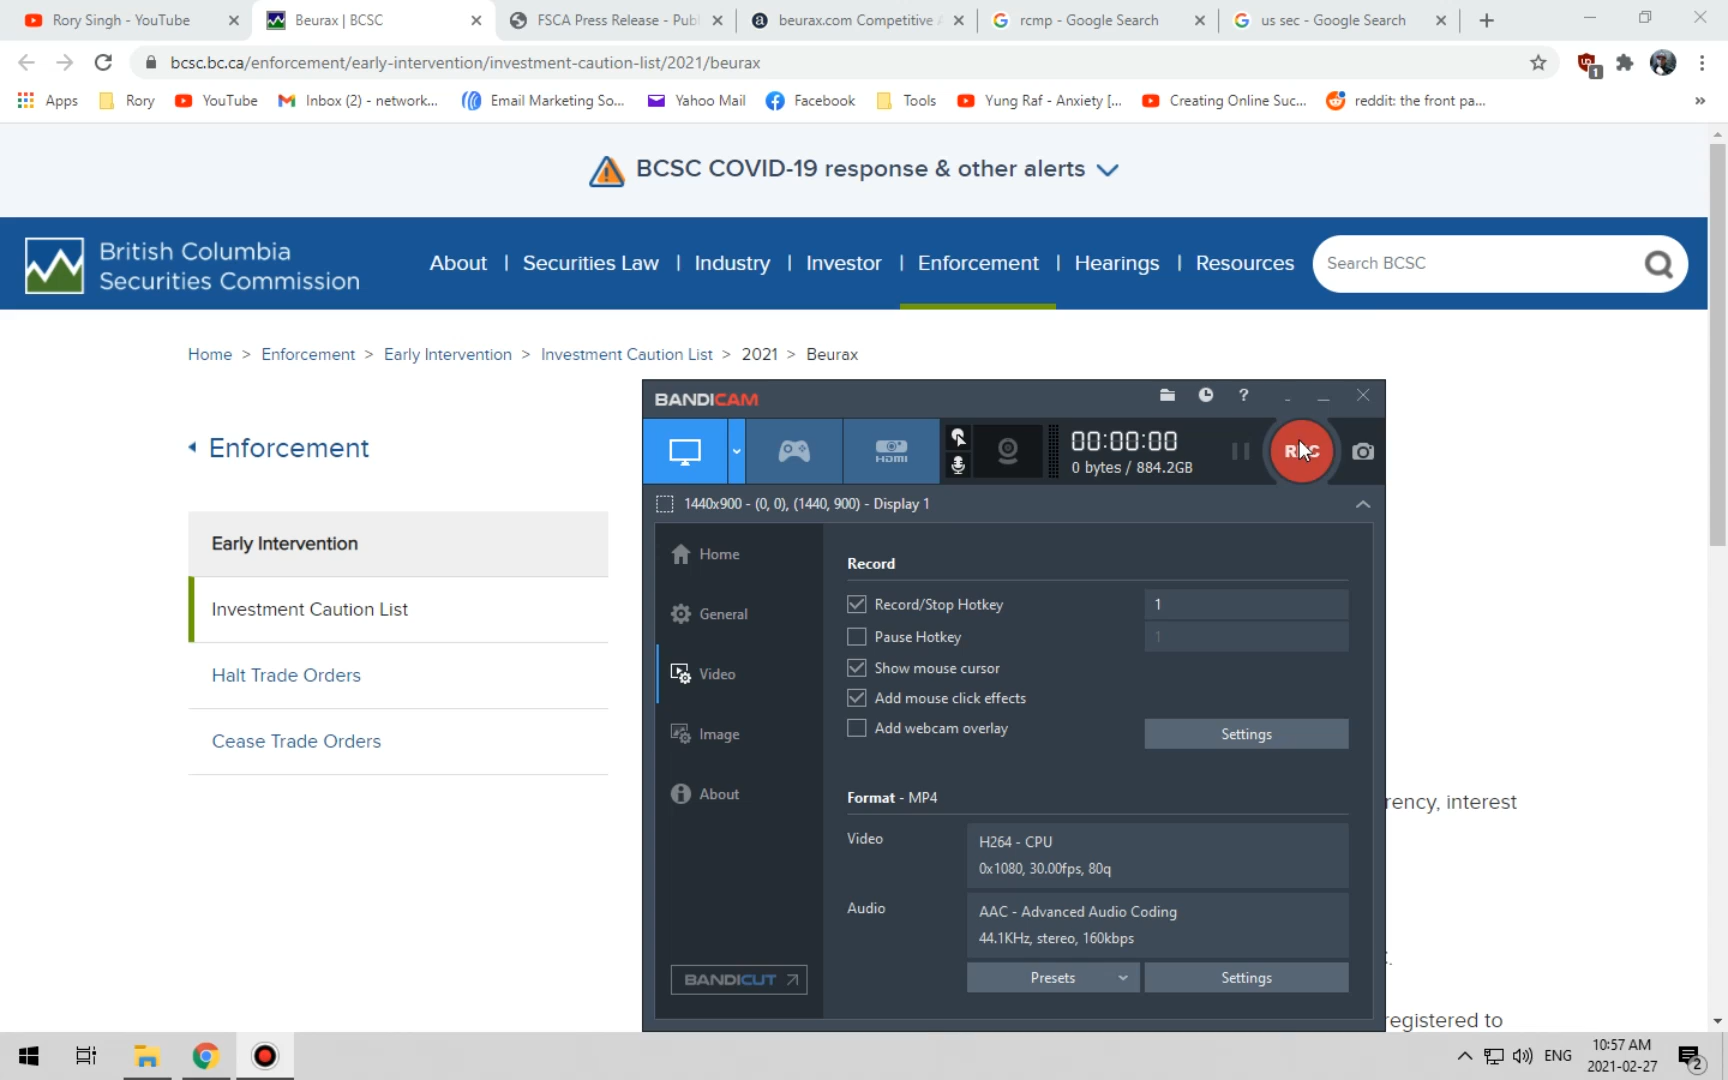 Rory Singh - YouTube
Beurax | BCSC
FSCA Press Release - Publ
beurax.com Competitive A
rcmp - Google Search
us sec - Google Search
bcsc.bc.ca/enforcement/early-intervention/investment-caution-list/2021/beurax
1
Apps
Rory
YouTube
Inbox (2) - network...
Email Marketing So...
Yahoo Mail
Facebook
Tools
Yung Raf - Anxiety [...
Creating Online Suc...
reddit: the front pa...
»
BCSC COVID-19 response & other alerts
British Columbia
Securities Commission
About | Securities Law | Industry | Investor | Enforcement | Hearings | Resources
Search BCSC
Home > Enforcement > Early Intervention > Investment Caution List > 2021 > Beurax
Enforcement
Early Intervention
Investment Caution List
Halt Trade Orders
Cease Trade Orders
BANDICAM
?
HDMI
00:00:00
0 bytes / 884.2GB
REC
1440x900 - (0, 0), (1440, 900) - Display 1
Home
General
Video
Image
About
BANDICUT
Record
Record/Stop Hotkey
1
Pause Hotkey
1
Show mouse cursor
Add mouse click effects
Add webcam overlay
Settings
Format - MP4
Video
H264 - CPU
0x1080, 30.00fps, 80q
Audio
AAC - Advanced Audio Coding
44.1KHz, stereo, 160kbps
Presets
Settings
rency, interest
registered to
ENG
10:57 AM
2021-02-27
2